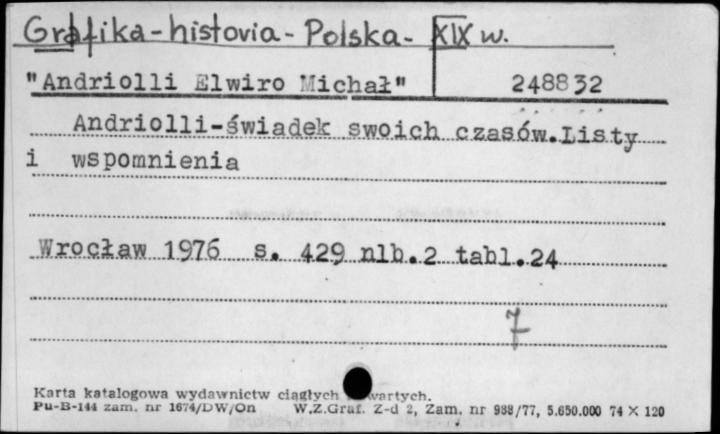 Grafika-historia- Polska- XIX w.
"Andriolli Elwiro Michał" 248832
Andriolli-świadek swoich czasów.Listy
i wspomnienia
Wrocław 1976 s. 429 nlb.2 tabl.24
7
Karta katalogowa wydawnictw ciągłych wartych.
Pu-B-144 zam. nr 1674/DW/On W.Z.Graf. Z-d 2, Zam. nr 988/77, 5.650.000 74 X 120